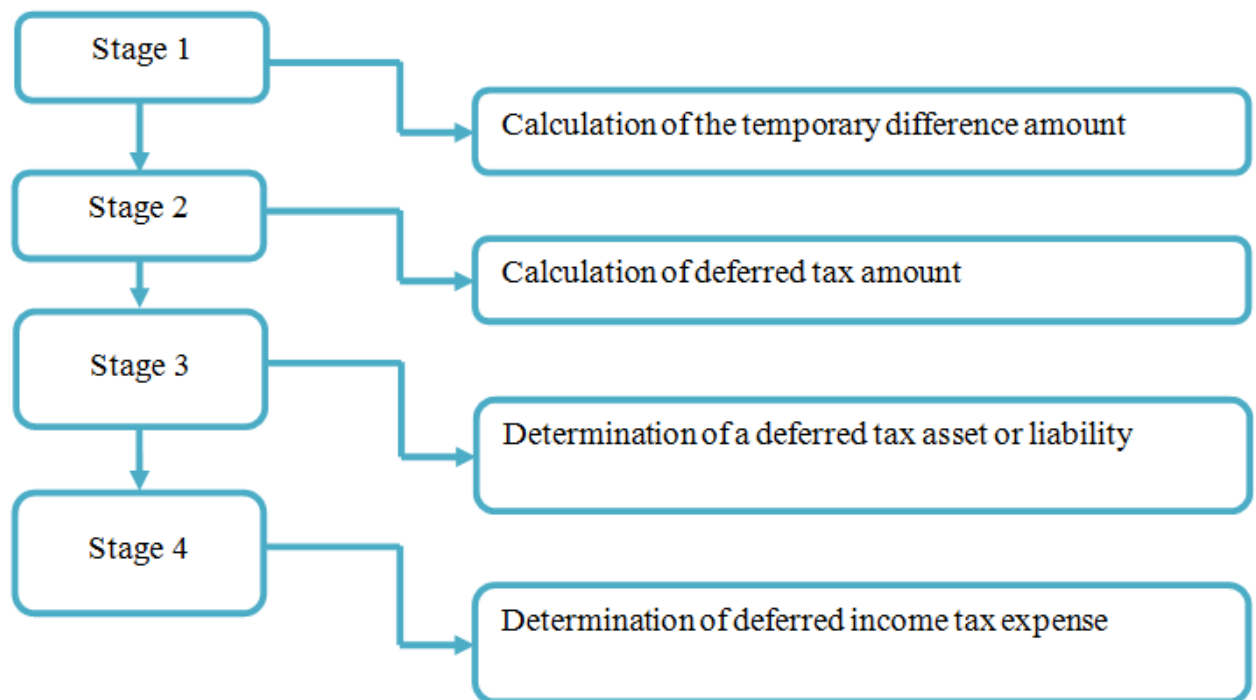 Stage 1
Calculation of the temporary difference amount
Stage 2
Calculation of deferred tax amount
Stage 3
Determination of a deferred tax asset or liability
Stage 4
Determination of deferred income tax expense